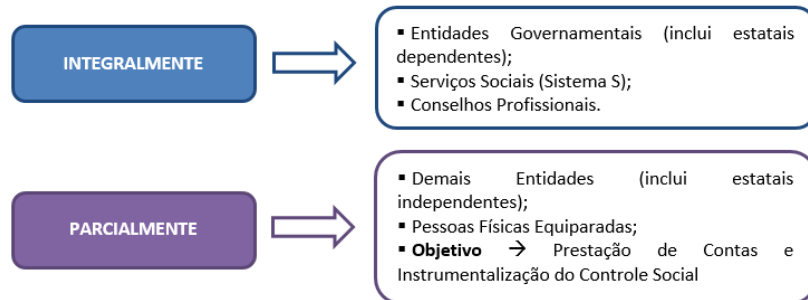 INTEGRALMENTE
▪ Entidades Governamentais (inclui estatais
dependentes);
▪ Serviços Sociais (Sistema S);
▪ Conselhos Profissionais.
PARCIALMENTE
▪ Demais Entidades (inclui estatais
independentes);
▪ Pessoas Físicas Equiparadas;
▪ Objetivo → Prestação de Contas e
Instrumentalização do Controle Social